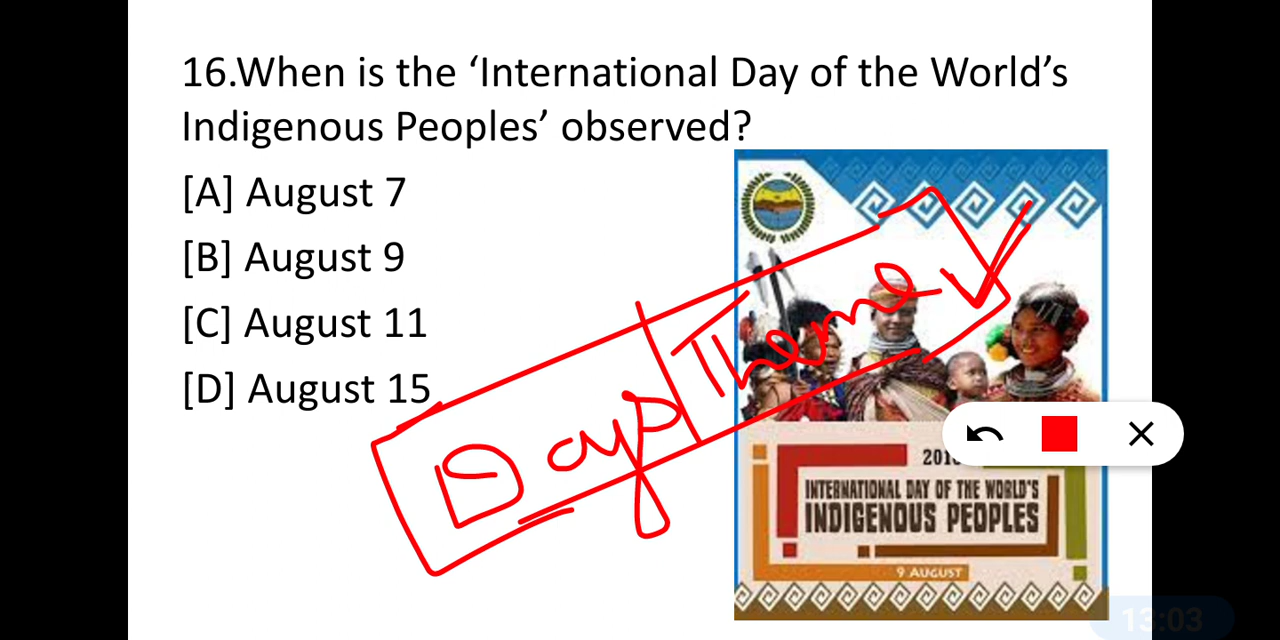 16.When is the ‘International Day of the World’s
Indigenous Peoples’ observed?
[A] August 7
[B] August 9
[C] August 11
[D] August 15
Days Theme
INTERNATIONAL DAY OF THE WORLD'S
INDIGENOUS PEOPLES
9 AUGUST
13:03